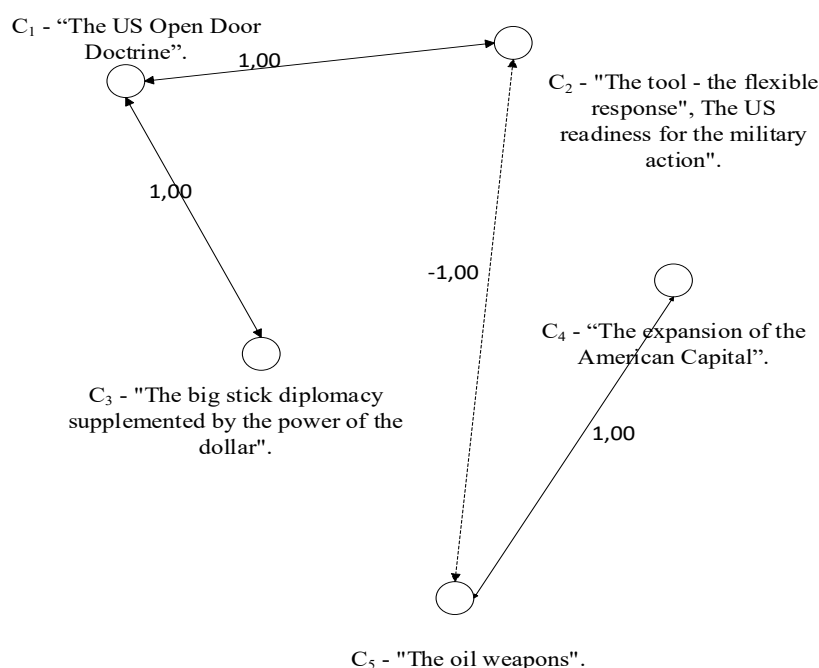 C₁ - “The US Open Door
Doctrine”.
1,00
C₂ - "The tool - the flexible
response", The US
readiness for the military
action".
1,00
-1,00
C₄ - “The expansion of the
American Capital”.
C₃ - "The big stick diplomacy
supplemented by the power of the
dollar".
1,00
C₅ - "The oil weapons".